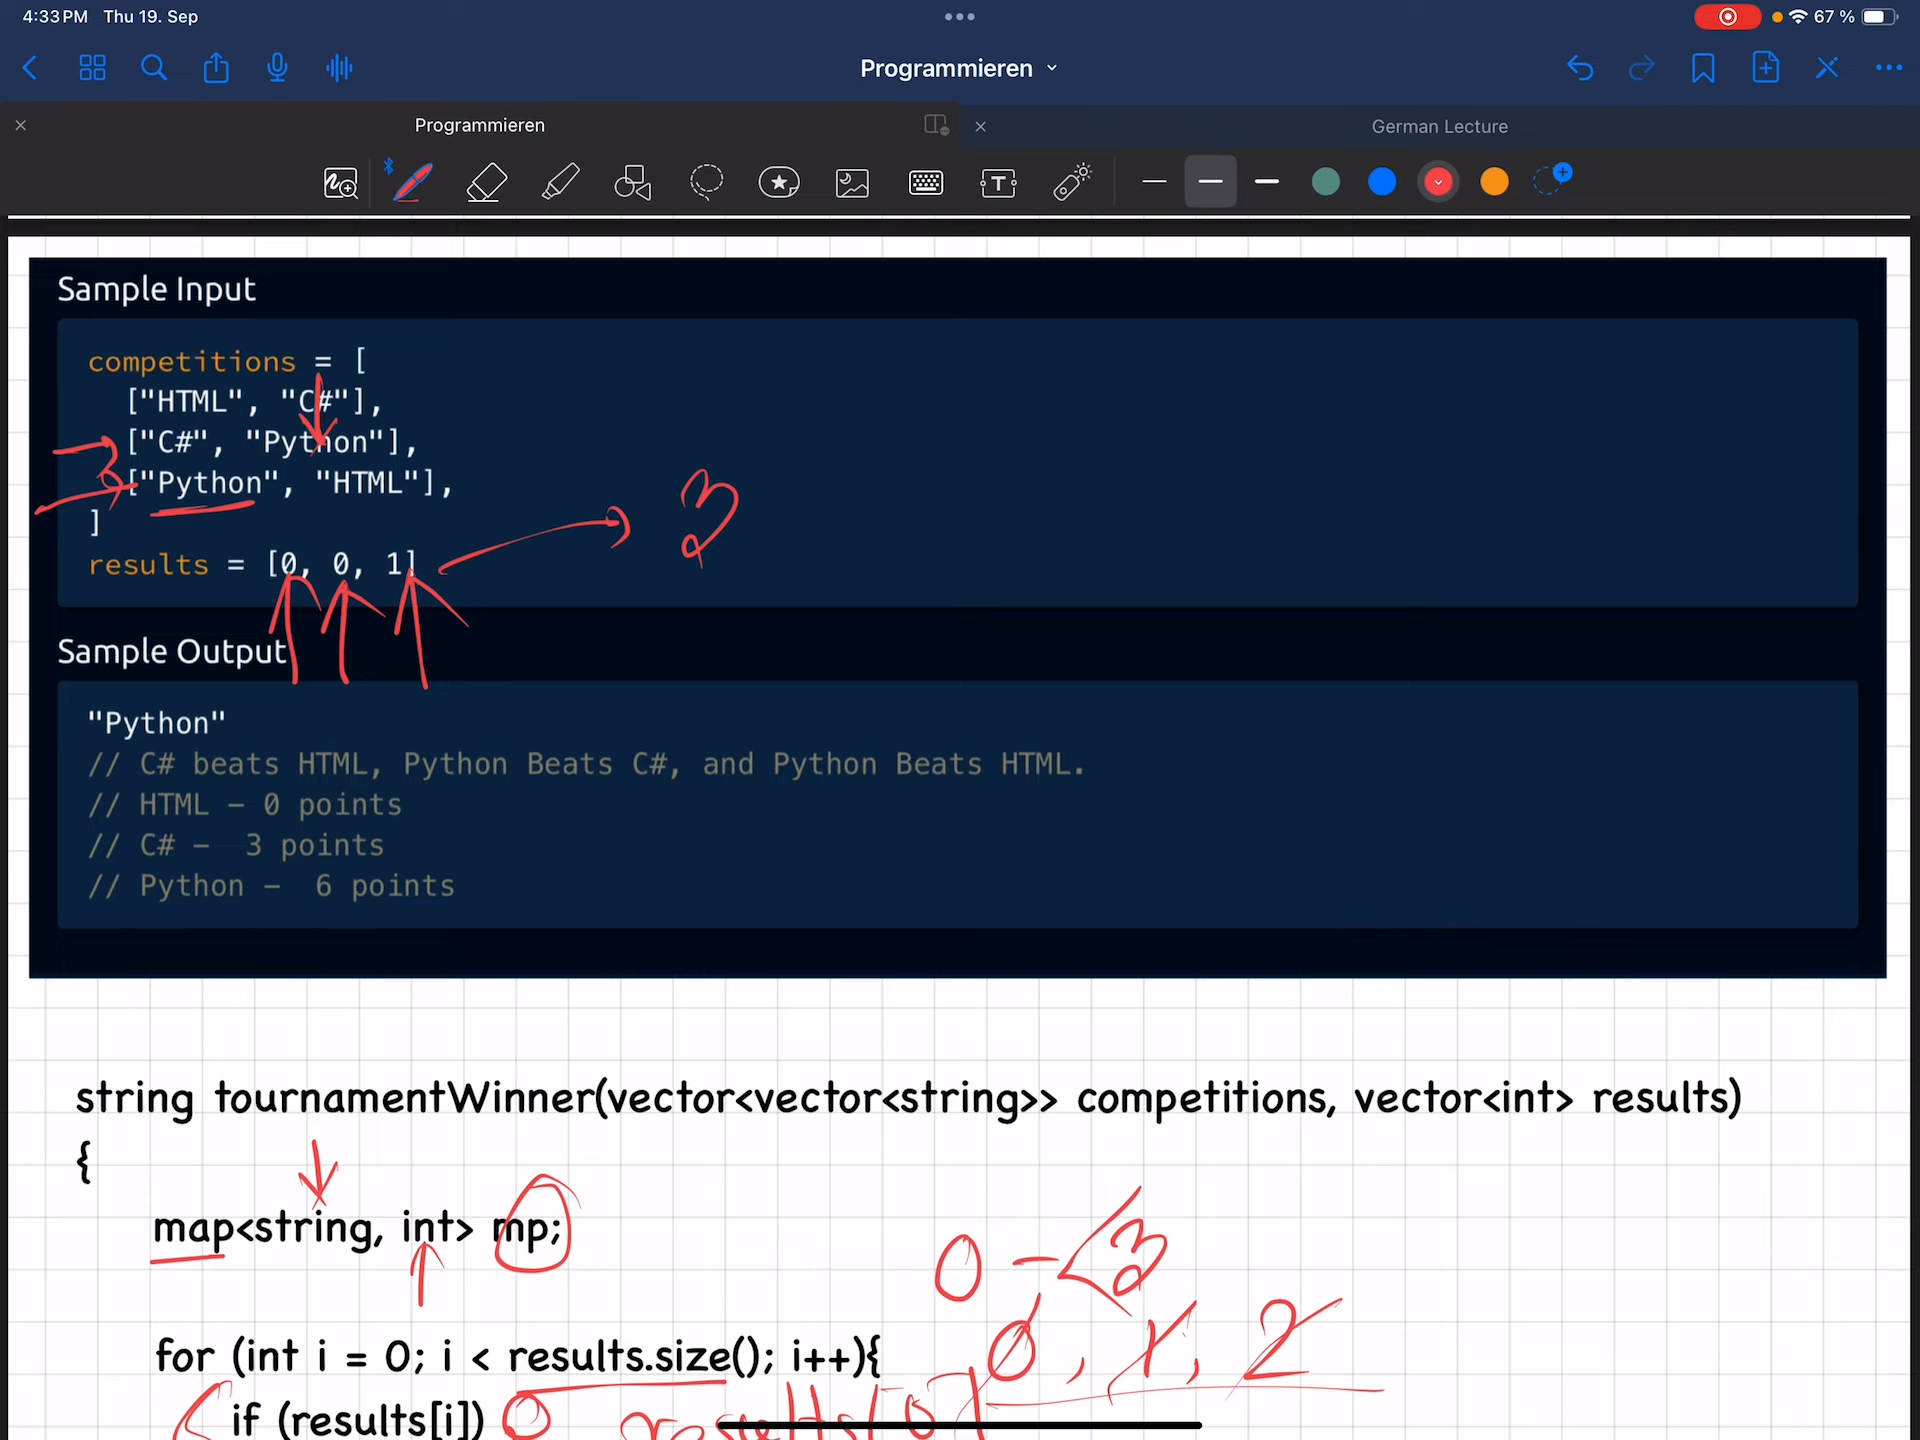 4:33 PM Thu 19. Sep
67 %
Programmieren
Programmieren
German Lecture
T
Sample Input
competitions = [
["HTML", "C#"],
["C#", "Python"],
["Python", "HTML"],
]
3
results = [0, 0, 1]
Sample Output
"Python"
// C# beats HTML, Python Beats C#, and Python Beats HTML.
// HTML – 0 points
// C# – 3 points
// Python – 6 points
string tournamentWinner(vector<vector<string>> competitions, vector<int> results)
{
map<string, int> mp;
0 - <3
for (int i = 0; i < results.size(); i++){
0, 1, 2
if (results[i])
0